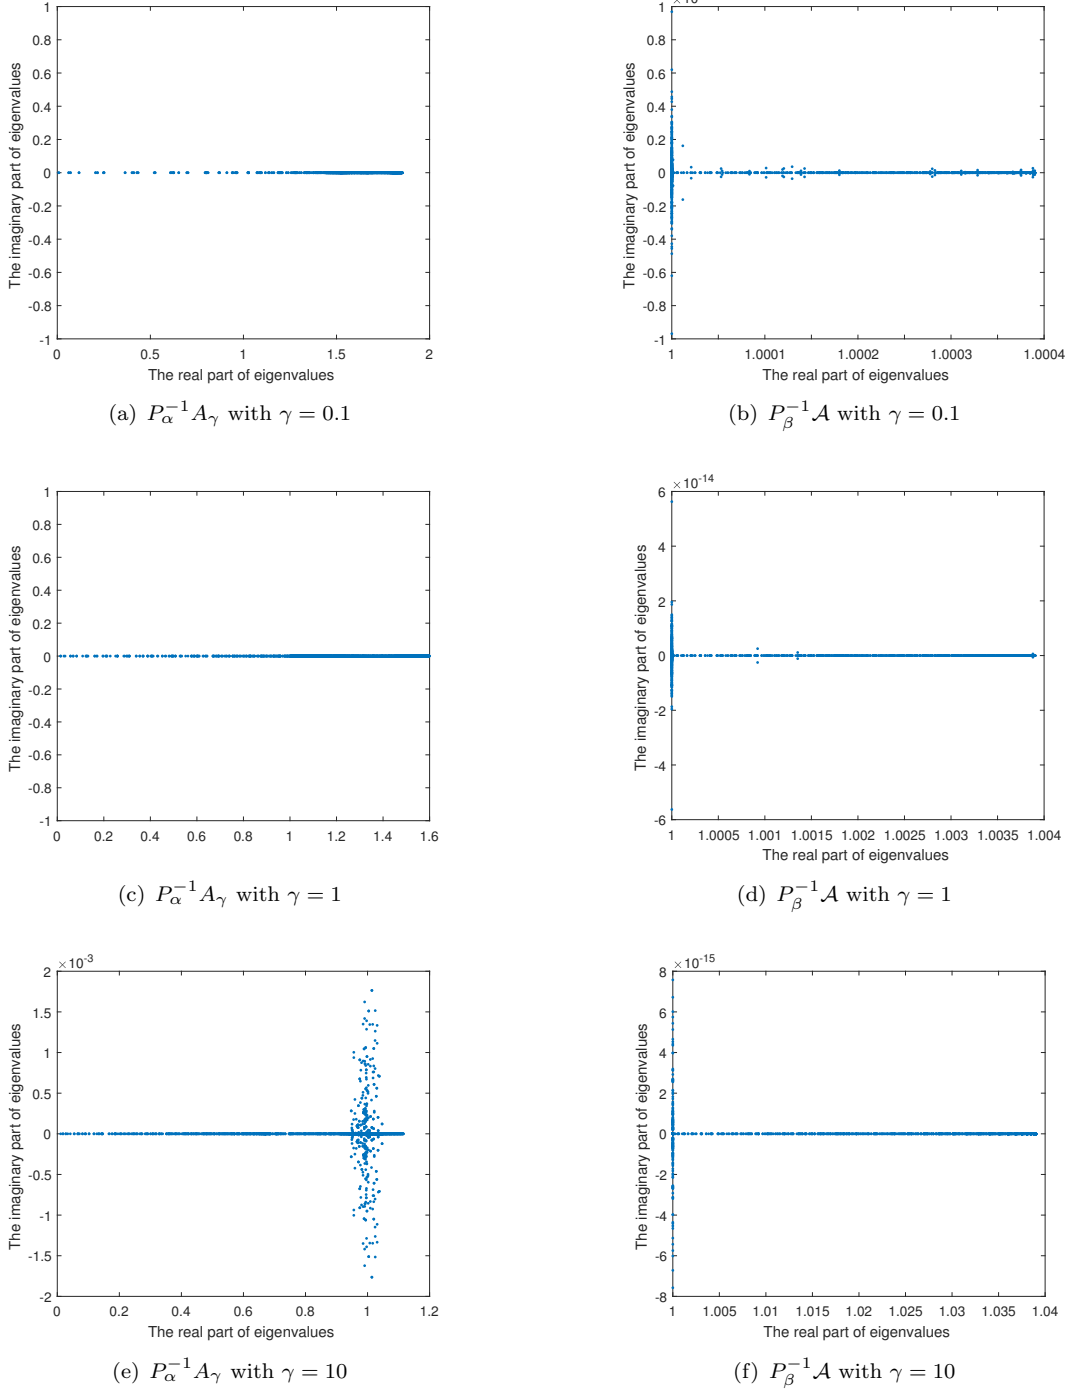 1
0.8
0.6
0.4
0.2
0
-0.2
-0.4
-0.6
-0.8
-1
0 0.5 1 1.5 2
The real part of eigenvalues
The imaginary part of eigenvalues
(a) $P_\alpha^{-1} A_\gamma$ with $\gamma = 0.1$
1
0.8
0.6
0.4
0.2
0
-0.2
-0.4
-0.6
-0.8
-1
1 1.0001 1.0002 1.0003 1.0004
The real part of eigenvalues
The imaginary part of eigenvalues
(b) $P_\beta^{-1} \mathcal{A}$ with $\gamma = 0.1$
1
0.8
0.6
0.4
0.2
0
-0.2
-0.4
-0.6
-0.8
-1
0 0.2 0.4 0.6 0.8 1 1.2 1.4 1.6
The imaginary part of eigenvalues
(c) $P_\alpha^{-1} A_\gamma$ with $\gamma = 1$
×10^{-14}
6
4
2
0
-2
-4
-6
1 1.0005 1.001 1.0015 1.002 1.0025 1.003 1.0035 1.004
The real part of eigenvalues
The imaginary part of eigenvalues
(d) $P_\beta^{-1} \mathcal{A}$ with $\gamma = 1$
×10^{-3}
2
1.5
1
0.5
0
-0.5
-1
-1.5
-2
0 0.2 0.4 0.6 0.8 1 1.2
The real part of eigenvalues
The imaginary part of eigenvalues
(e) $P_\alpha^{-1} A_\gamma$ with $\gamma = 10$
×10^{-15}
8
6
4
2
0
-2
-4
-6
-8
1 1.005 1.01 1.015 1.02 1.025 1.03 1.035 1.04
The real part of eigenvalues
The imaginary part of eigenvalues
(f) $P_\beta^{-1} \mathcal{A}$ with $\gamma = 10$